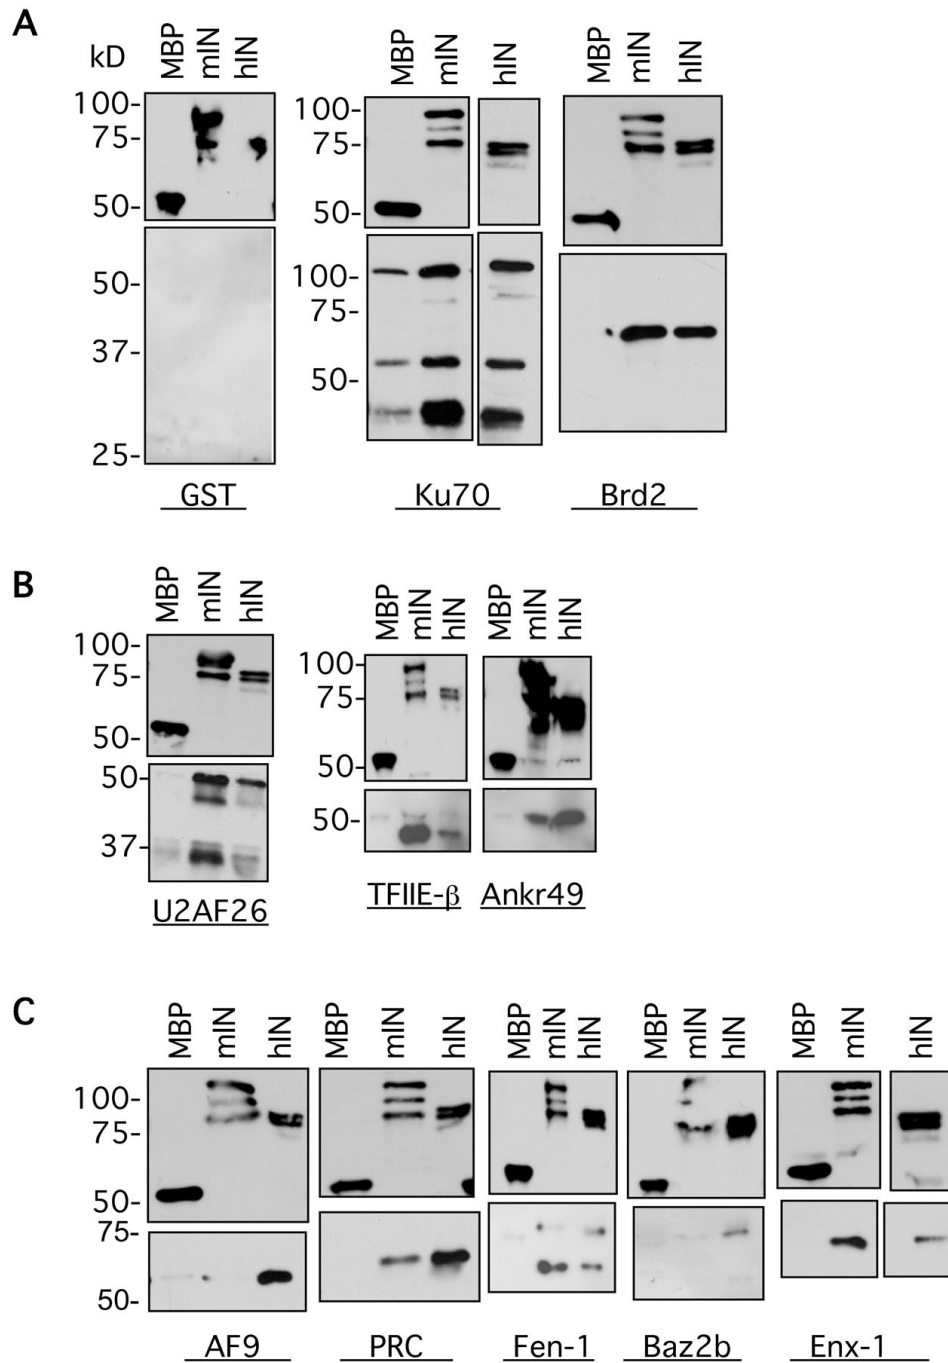 A
kD
MBP mIN hIN
MBP mIN hIN
MBP mIN hIN
100-
75-
50-
50-
37-
25-
100-
75-
50-
100-
75-
50-
GST
Ku70
Brd2
B
MBP mIN hIN
MBP mIN hIN
MBP mIN hIN
100-
75-
50-
50-
37-
100-
75-
50-
50-
U2AF26
TFIIE-β
Ankr49
C
MBP mIN hIN
MBP mIN hIN
MBP mIN hIN
MBP mIN hIN
MBP mIN hIN
100-
75-
50-
75-
50-
AF9
PRC
Fen-1
Baz2b
Enx-1